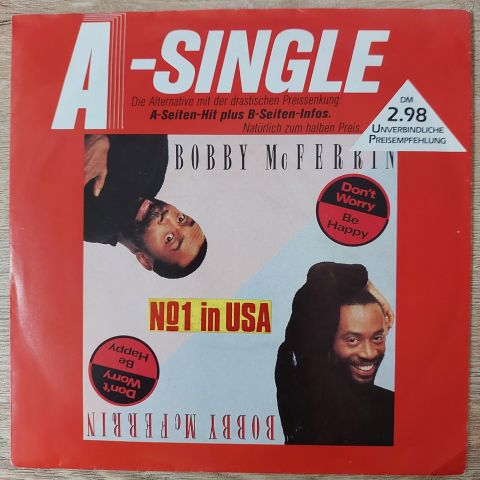 A-SINGLE
Die Alternative mit der drastischen Preissenkung:
A-Seiten-Hit plus B-Seiten-Infos.
Natürlich zum halben Preis.
DM
2.98
UNVERBINDLICHE
PREISEMPFEHLUNG
BOBBY McFERRIN
Don't
Worry
Be
Happy
No1 in USA
Don't
Worry
Be
Happy
BOBBY McFERRIN